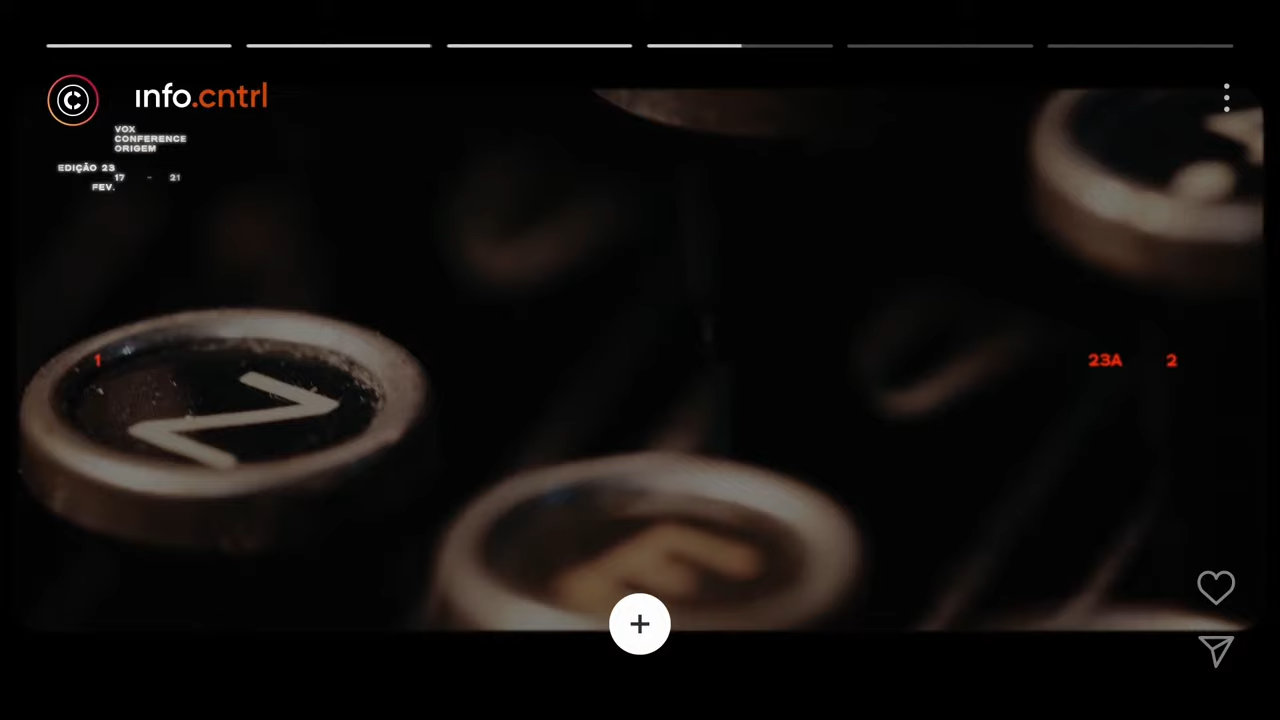 info.cntrl
VOX
CONFERENCE
ORIGEM
EDIÇÃO 23
17 - 21
FEV.
1
23A 2
Z
E